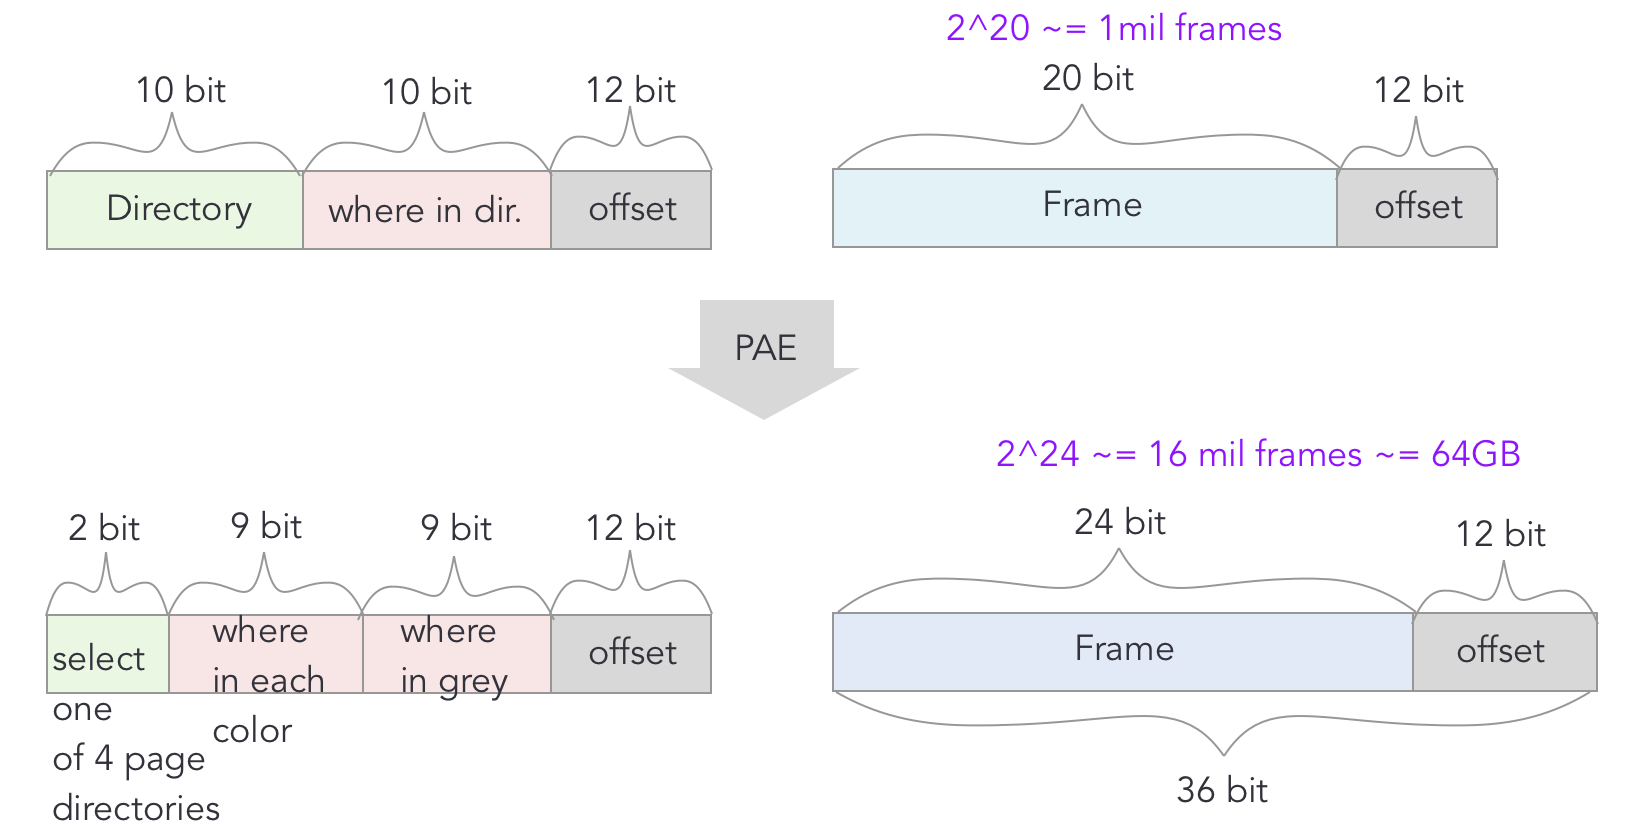 2^20 ~= 1mil frames
10 bit
10 bit
12 bit
20 bit
12 bit
Directory
where in dir.
offset
Frame
offset
PAE
2^24 ~= 16 mil frames ~= 64GB
2 bit
9 bit
9 bit
12 bit
24 bit
12 bit
select
one
of 4 page
directories
where
in each
color
where
in grey
offset
Frame
offset
36 bit